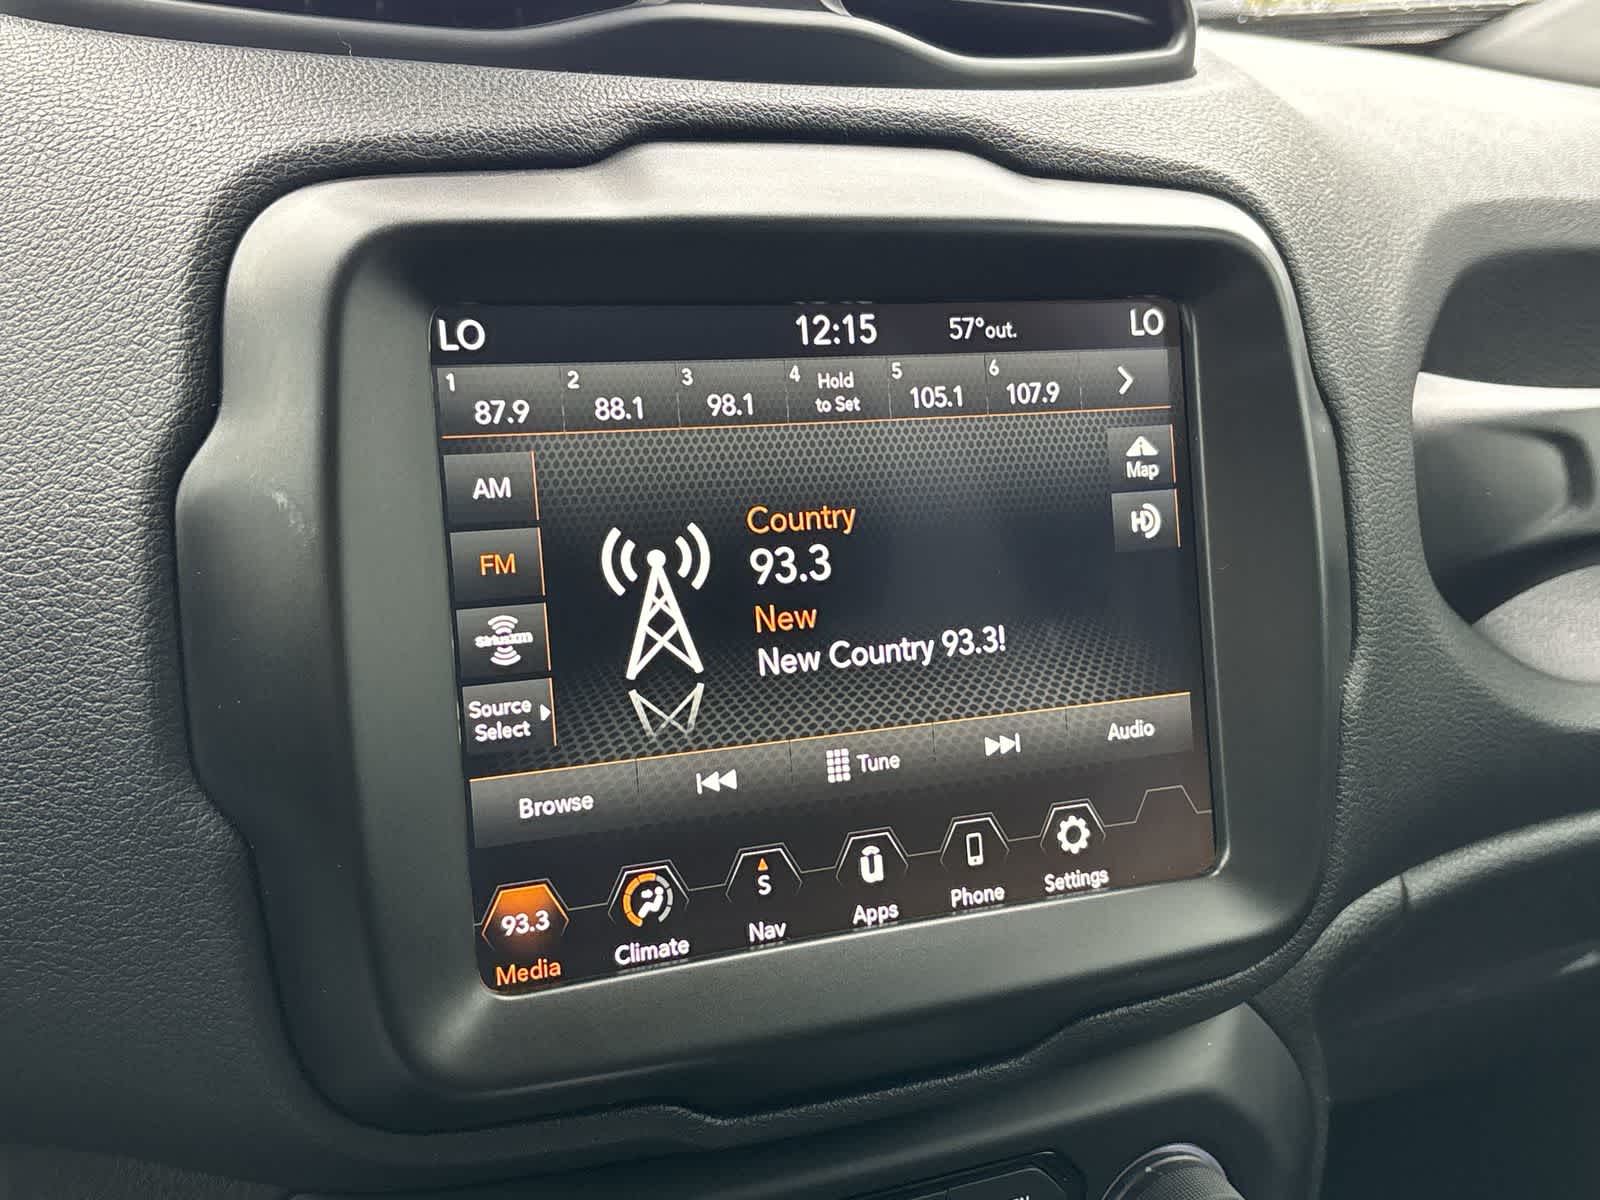 LO 12:15 57°out. LO
1 2 3 4 Hold 5 6
87.9 88.1 98.1 to Set 105.1 107.9
AM
Map
FM
HD
Country
93.3
New
New Country 93.3!
SiriusXM
Source
Select
Browse Tune Audio
93.3 S
Media Climate Nav Apps Phone Settings